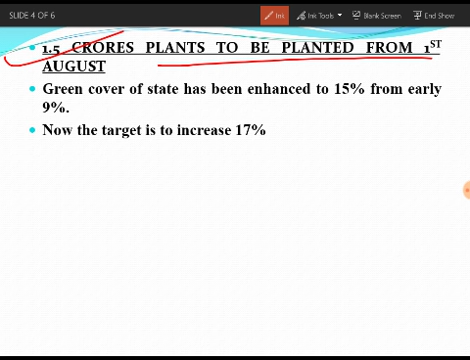 SLIDE 4 OF 6 Ink Ink Tools Blank Screen End Show
1.5 CRORES PLANTS TO BE PLANTED FROM 1ST
AUGUST
Green cover of state has been enhanced to 15% from early
9%.
Now the target is to increase 17%